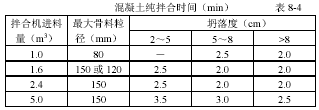 混凝土纯拌合时间（min） 表 8-4
拌合机进料量（m³） 最大骨料粒径（mm） 坍落度（cm）
2～5 5～8 >8
1.0 80 — 2.5 2.0
1.6 150 或 120 2.5 2.0 2.0
2.4 150 2.5 2.0 2.0
5.0 150 3.5 3.0 2.5